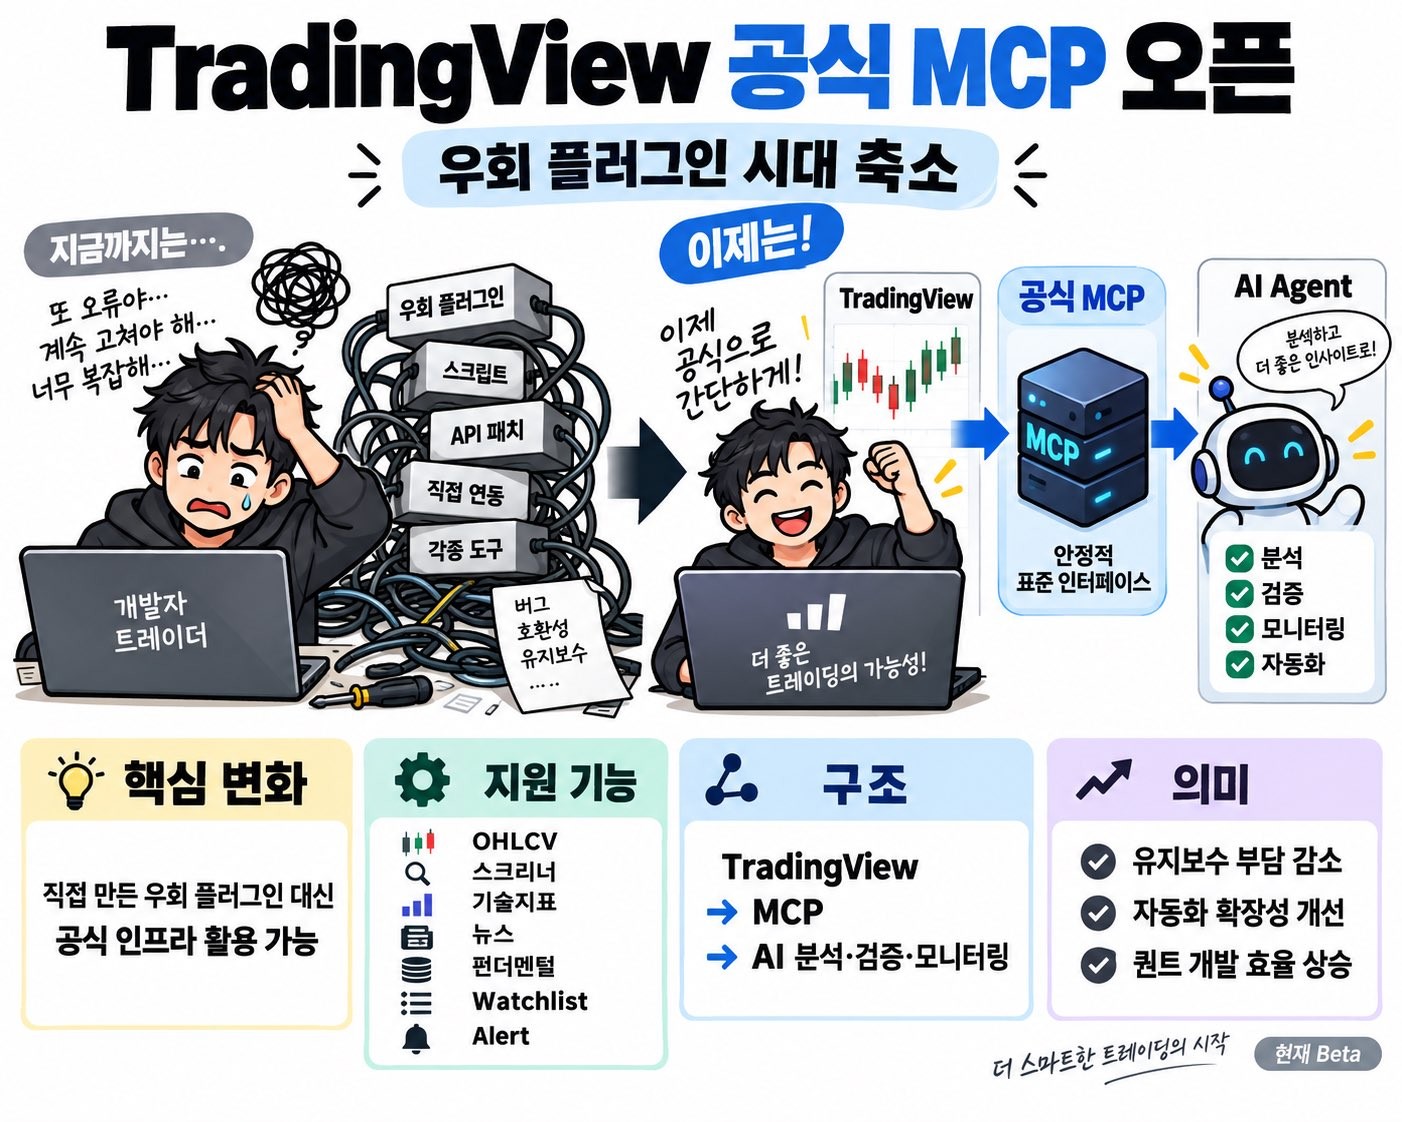 TradingView 공식 MCP 오픈
우회 플러그인 시대 축소
지금까지는….
또 오류야…
계속 고쳐야 해…
너무 복잡해…
?
우회 플러그인
스크립트
API 패치
직접 연동
각종 도구
개발자
트레이더
버그
호환성
유지보수
.....
이제는!
이제
공식으로
간단하게!
더 좋은
트레이딩의 가능성!
TradingView
공식 MCP
MCP
안정적
표준 인터페이스
AI Agent
분석하고
더 좋은 인사이트로!
분석
검증
모니터링
자동화
핵심 변화
직접 만든 우회 플러그인 대신
공식 인프라 활용 가능
지원 기능
OHLCV
스크리너
기술지표
뉴스
펀더멘털
Watchlist
Alert
구조
TradingView
→ MCP
→ AI 분석·검증·모니터링
의미
유지보수 부담 감소
자동화 확장성 개선
퀀트 개발 효율 상승
더 스마트한 트레이딩의 시작
현재 Beta